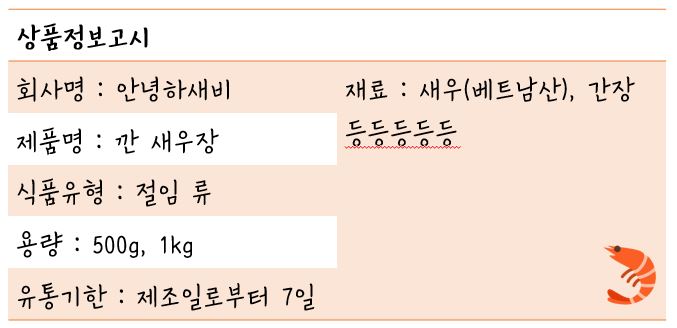 상품정보고시
회사명 : 안녕하새비
제품명 : 깐 새우장
식품유형 : 절임 류
용량 : 500g, 1kg
유통기한 : 제조일로부터 7일
재료 : 새우(베트남산), 간장
등등등등등